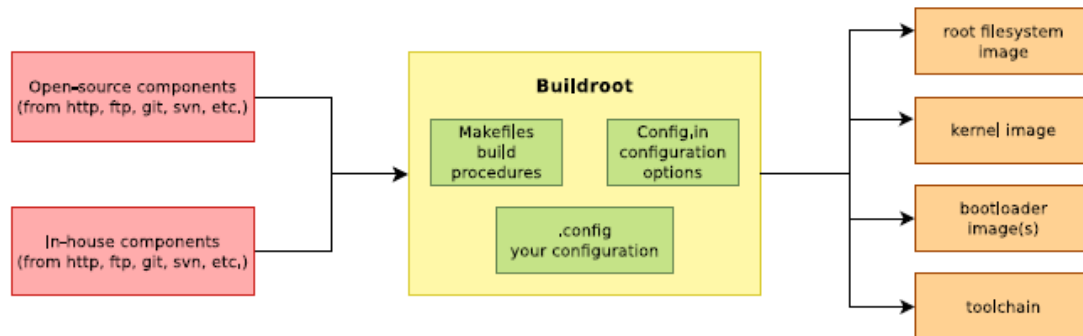 Open-source components
(from http, ftp, git, svn, etc.)
In-house components
(from http, ftp, git, svn, etc.)
Buildroot
Makefiles
build
procedures
Config.in
configuration
options
.config
your configuration
root filesystem
image
kernel image
bootloader
image(s)
toolchain